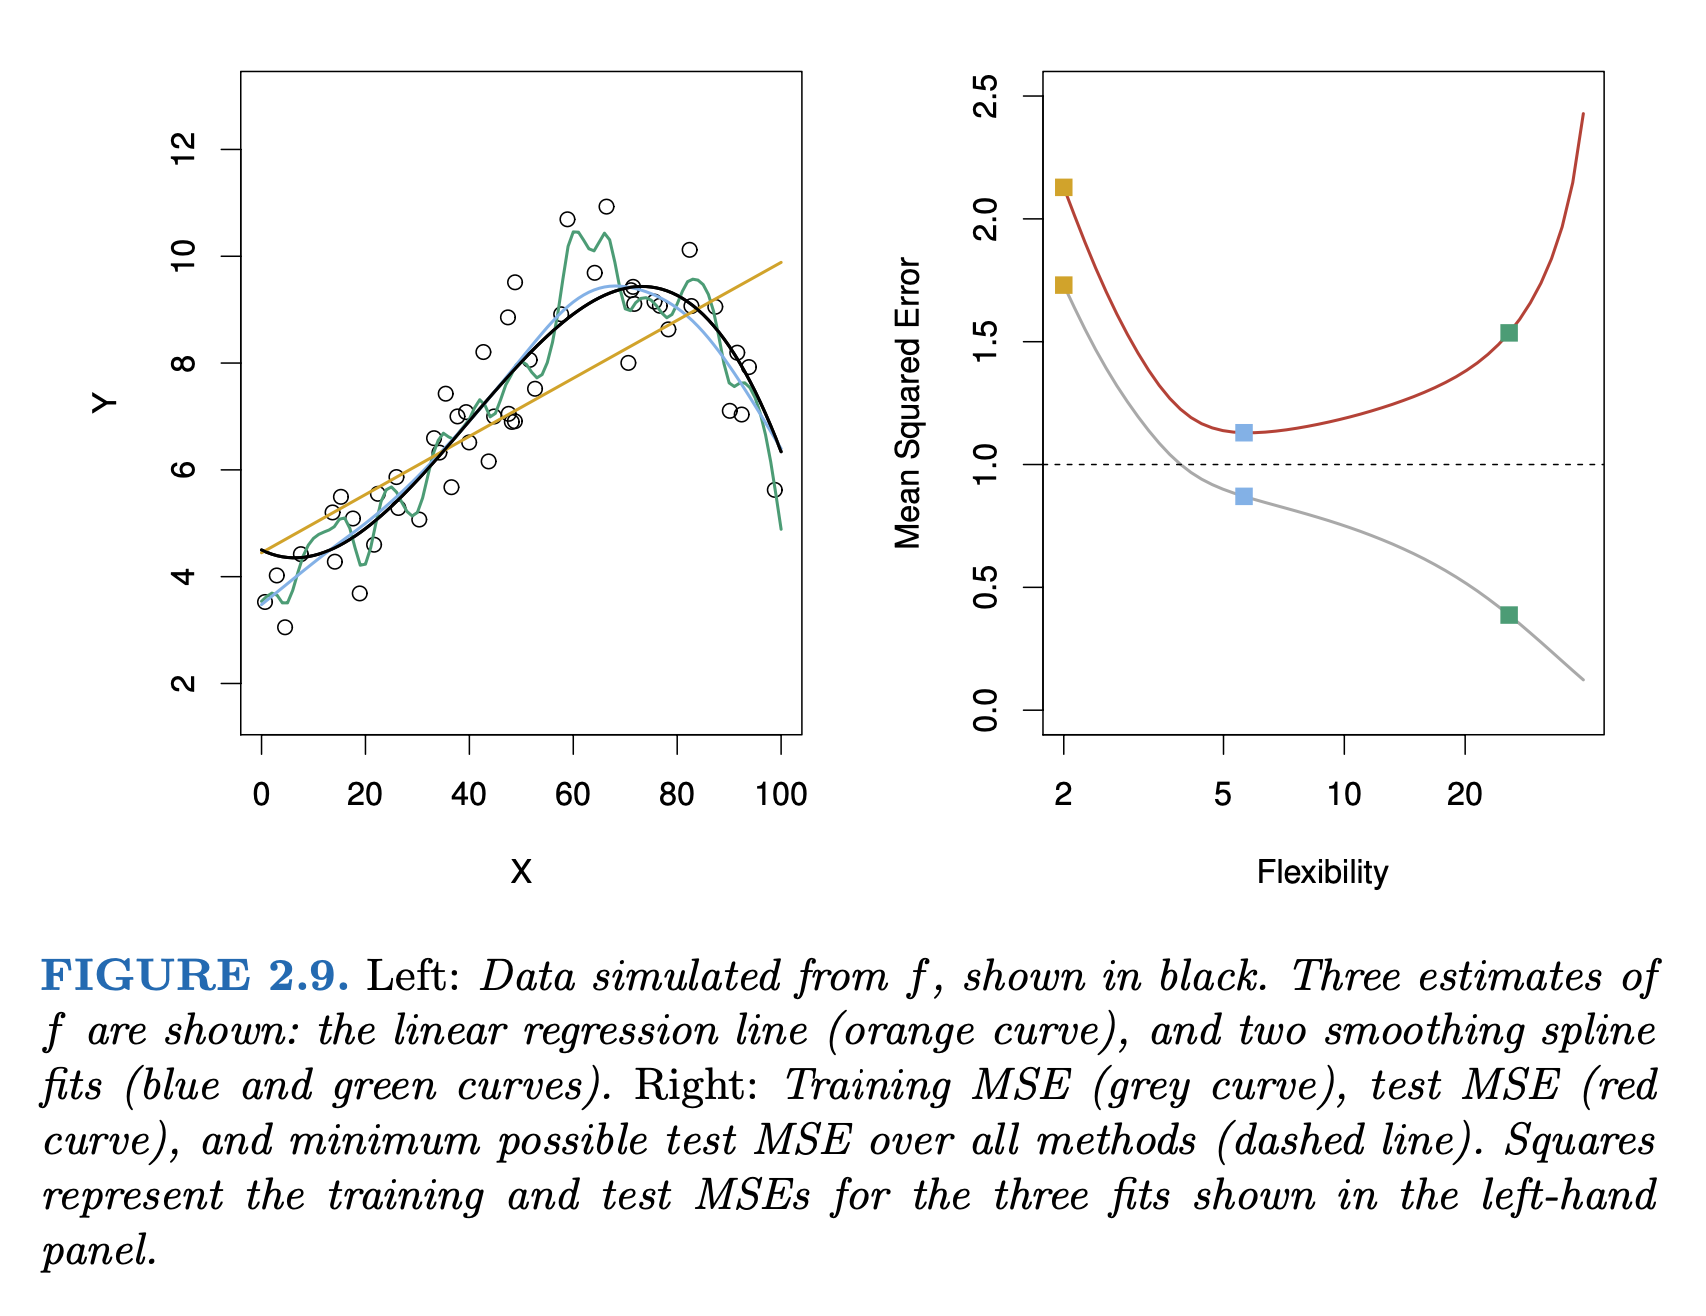 12
10
8
6
4
2
Y
0 20 40 60 80 100
X
2.5
2.0
1.5
1.0
0.5
0.0
Mean Squared Error
2 5 10 20
Flexibility
FIGURE 2.9. Left: Data simulated from f, shown in black. Three estimates of
f are shown: the linear regression line (orange curve), and two smoothing spline
fits (blue and green curves). Right: Training MSE (grey curve), test MSE (red
curve), and minimum possible test MSE over all methods (dashed line). Squares
represent the training and test MSEs for the three fits shown in the left-hand
panel.